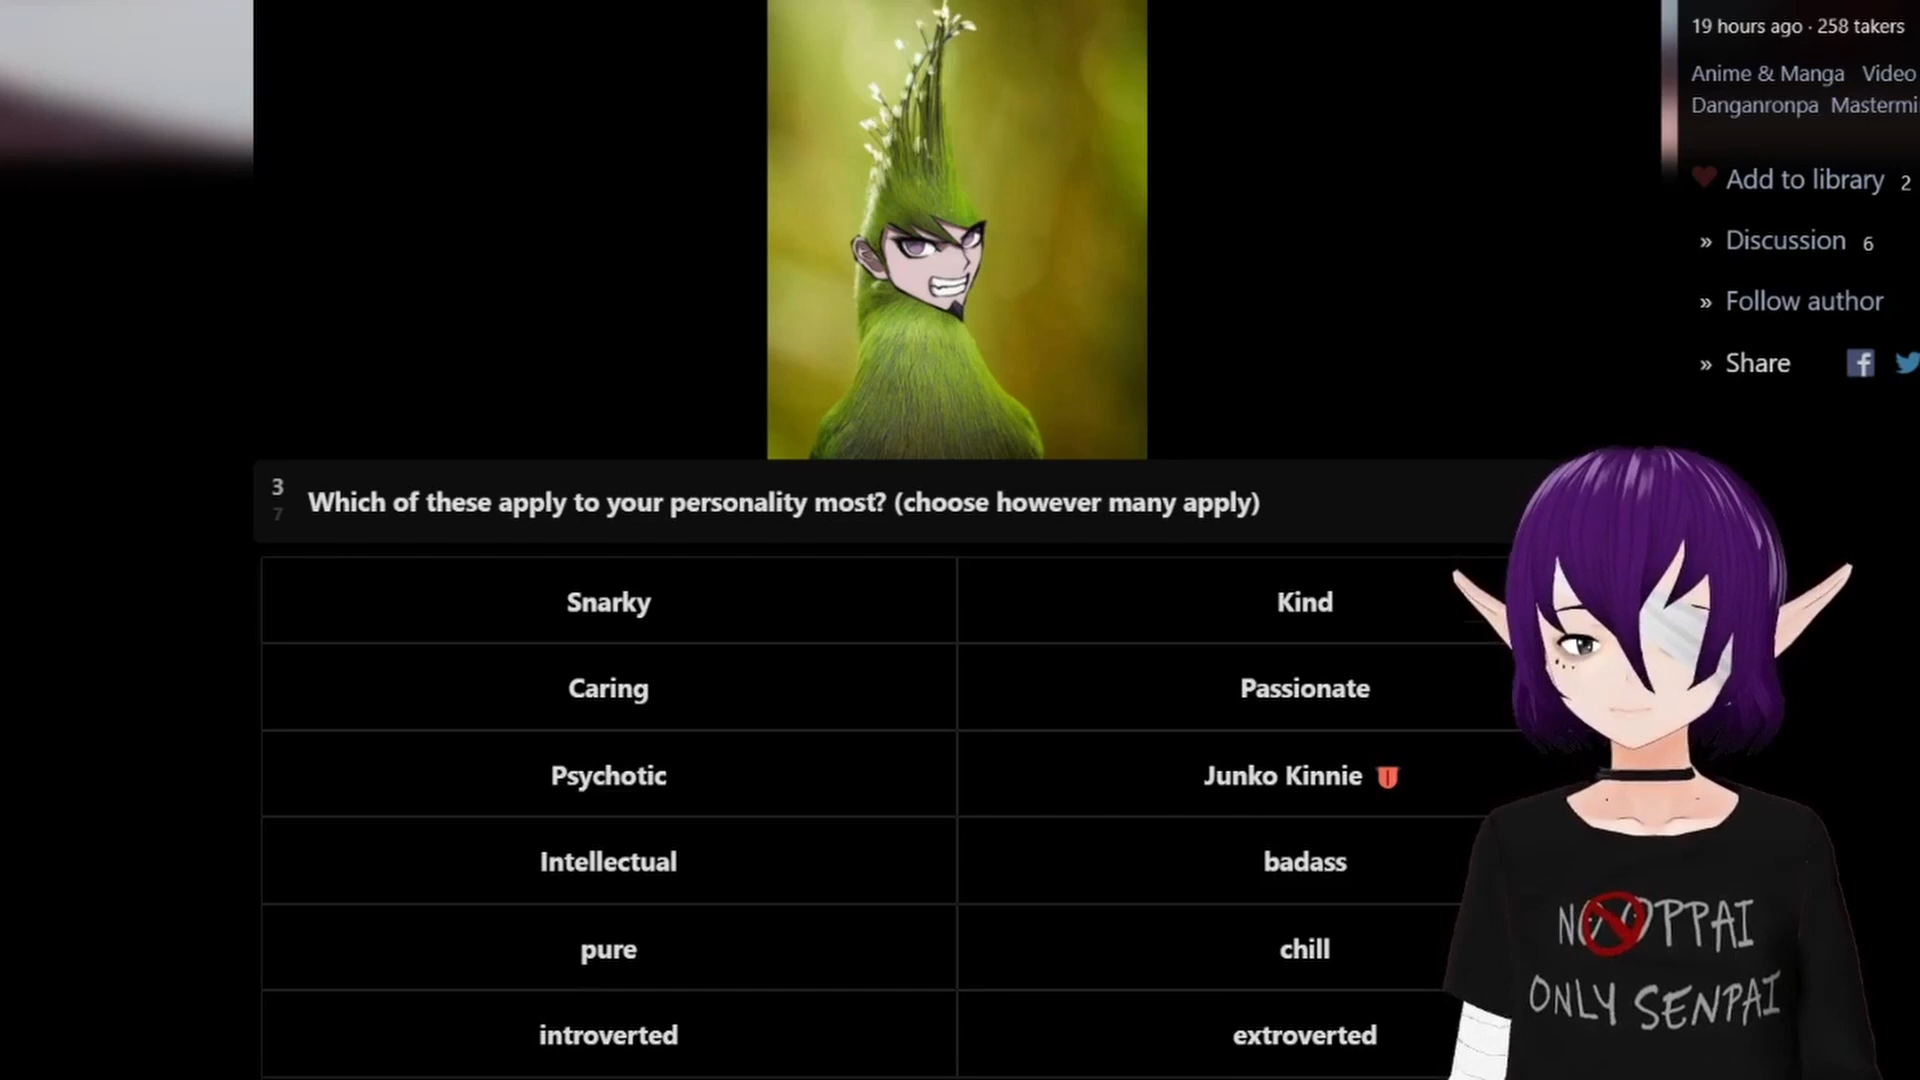 19 hours ago · 258 takers
Anime & Manga Video
Danganronpa Mastermi
Add to library 2
» Discussion 6
» Follow author
» Share
3
7
Which of these apply to your personality most? (choose however many apply)
Snarky
Kind
Caring
Passionate
Psychotic
Junko Kinnie
Intellectual
badass
pure
chill
introverted
extroverted
NO OPPAI
ONLY SENPAI